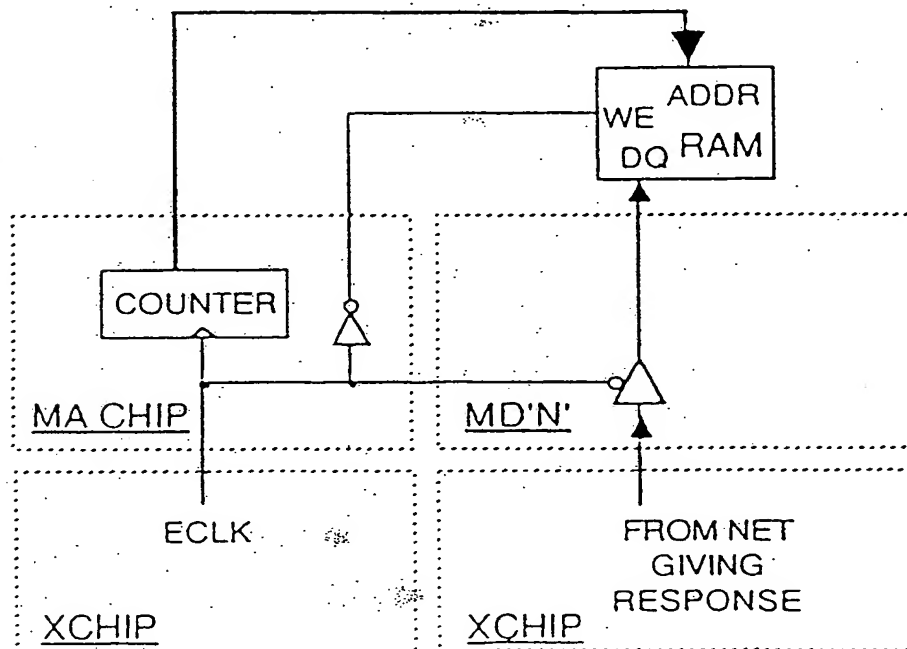 ADDR
WE
DQ RAM
COUNTER
MA CHIP
MD'N'
ECLK
FROM NET
GIVING
RESPONSE
XCHIP
XCHIP